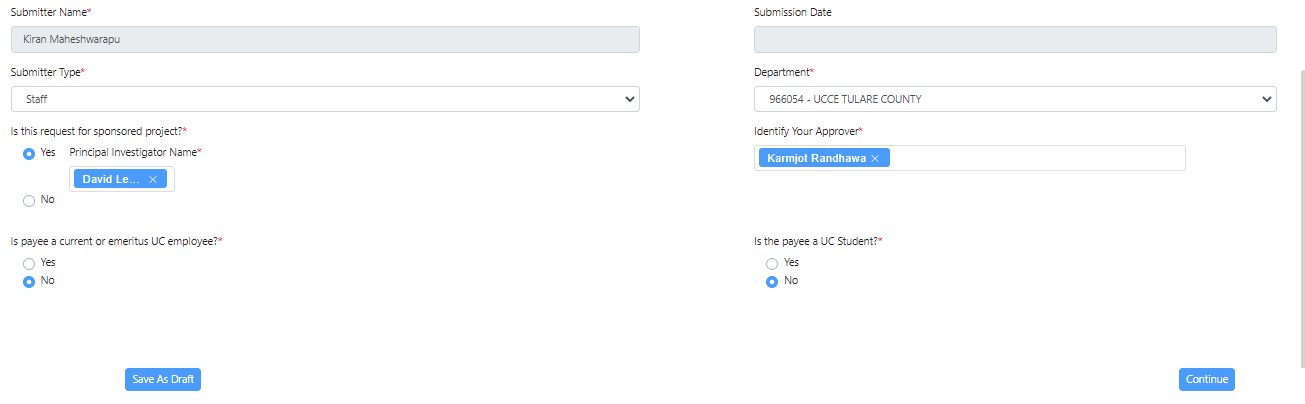 Submitter Name*
Submission Date
Kiran Maheshwarapu
Submitter Type*
Department*
Staff
966054 - UCCE TULARE COUNTY
Is this request for sponsored project?*
Identify Your Approver*
Yes Principal Investigator Name*
Karmjot Randhawa ×
David Le... ×
No
Is payee a current or emeritus UC employee?*
Is the payee a UC Student?*
Yes
Yes
No
No
Save As Draft
Continue